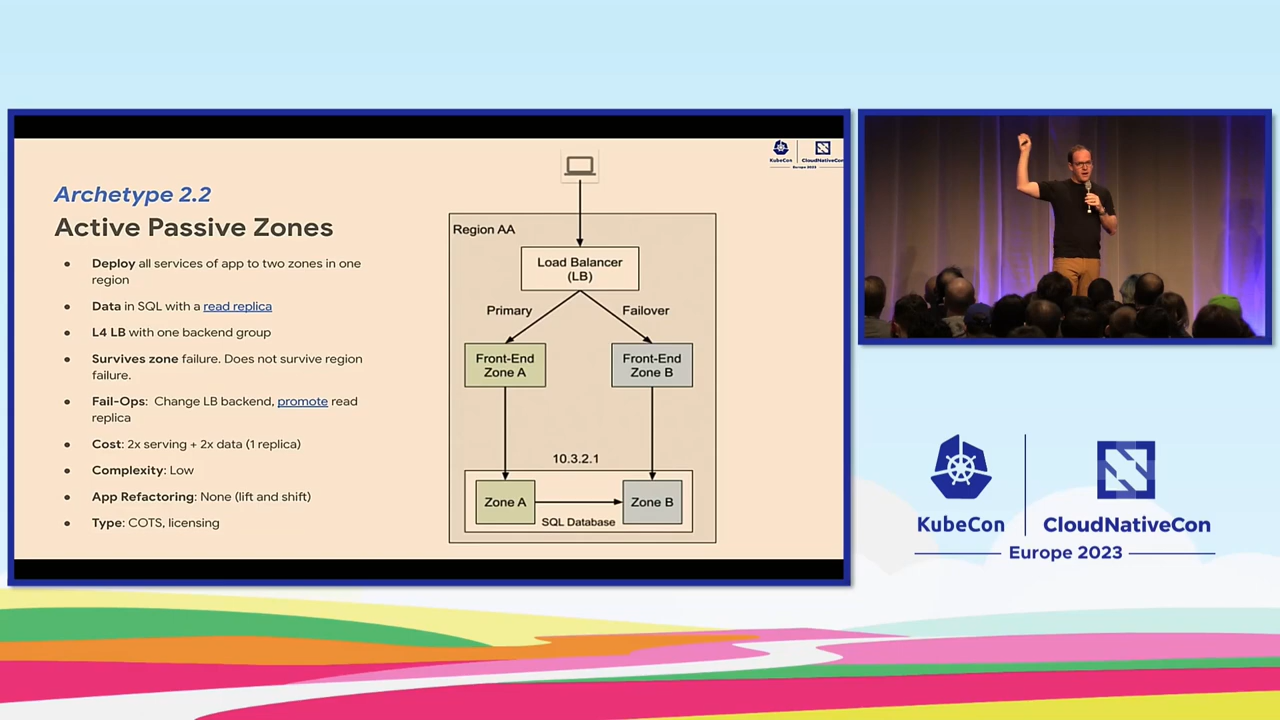 KubeCon
CloudNativeCon
Europe 2023
Archetype 2.2
Active Passive Zones
● Deploy all services of app to two zones in one
region
● Data in SQL with a read replica
● L4 LB with one backend group
● Survives zone failure. Does not survive region
failure.
● Fail-Ops: Change LB backend, promote read
replica
● Cost: 2x serving + 2x data (1 replica)
● Complexity: Low
● App Refactoring: None (lift and shift)
● Type: COTS, licensing
Region AA
Load Balancer
(LB)
Primary
Failover
Front-End
Zone A
Front-End
Zone B
10.3.2.1
Zone A
Zone B
SQL Database
KubeCon
CloudNativeCon
Europe 2023